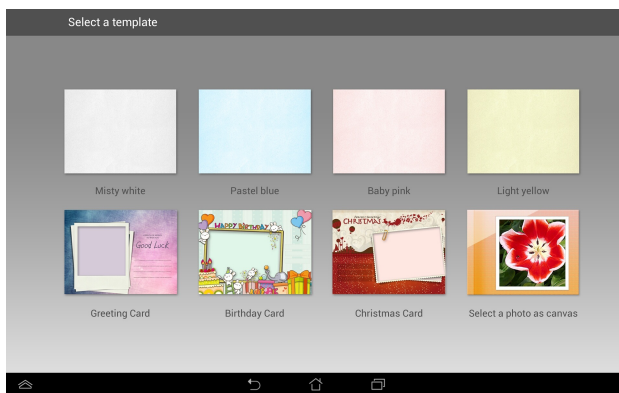 Select a template
Misty white
Pastel blue
Baby pink
Light yellow
Good Luck
HAPPY BIRTHDAY
CHRISTMAS
Greeting Card
Birthday Card
Christmas Card
Select a photo as canvas